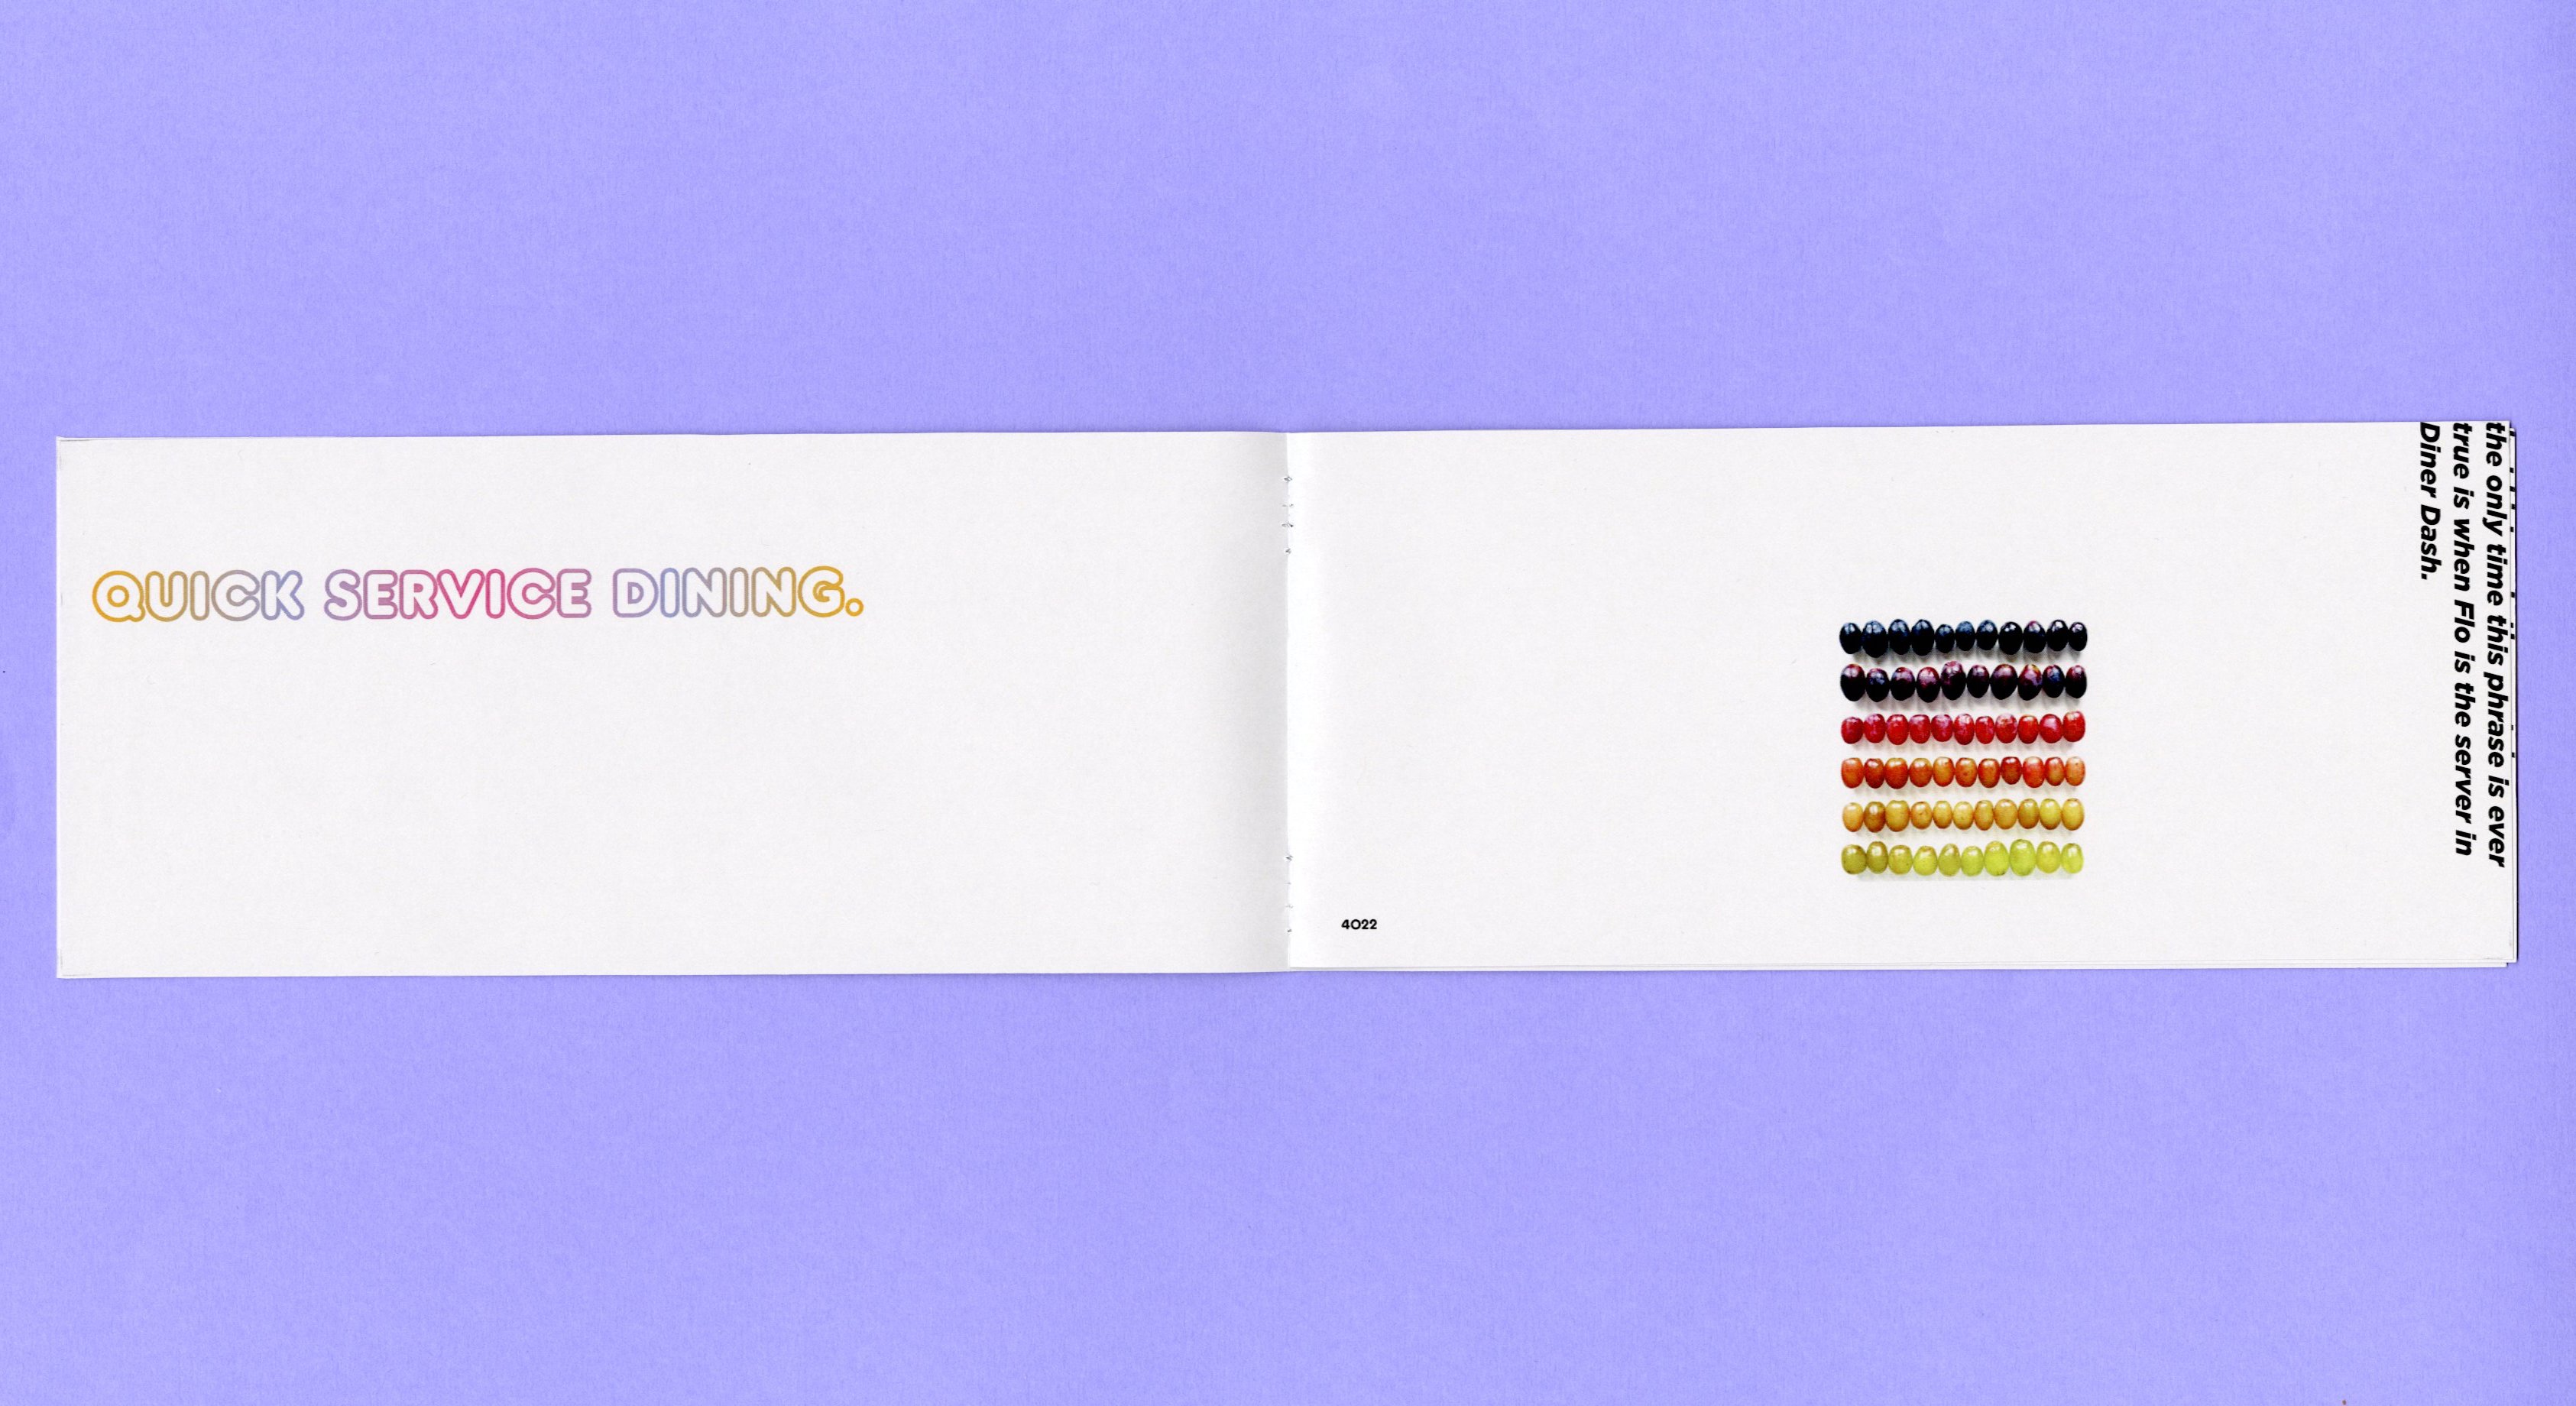 QUICK SERVICE DINING.
4022
the only time this phrase is ever
true is when Flo is the server in
Diner Dash.